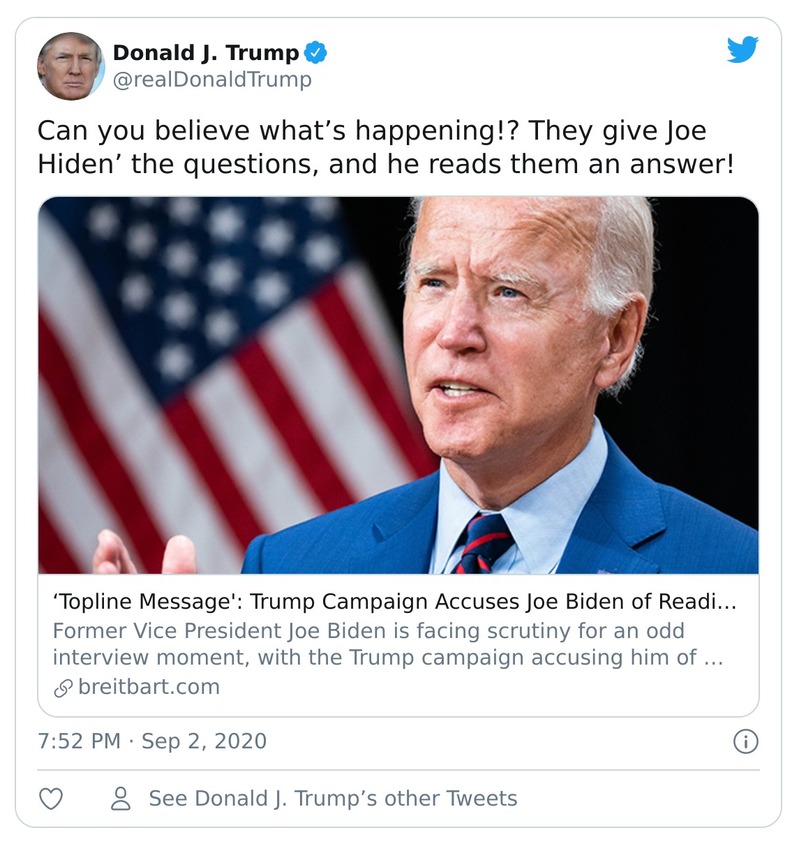 Donald J. Trump
@realDonaldTrump
Can you believe what’s happening!? They give Joe
Hiden’ the questions, and he reads them an answer!
‘Topline Message': Trump Campaign Accuses Joe Biden of Readi…
Former Vice President Joe Biden is facing scrutiny for an odd
interview moment, with the Trump campaign accusing him of …
breitbart.com
7:52 PM · Sep 2, 2020
See Donald J. Trump’s other Tweets